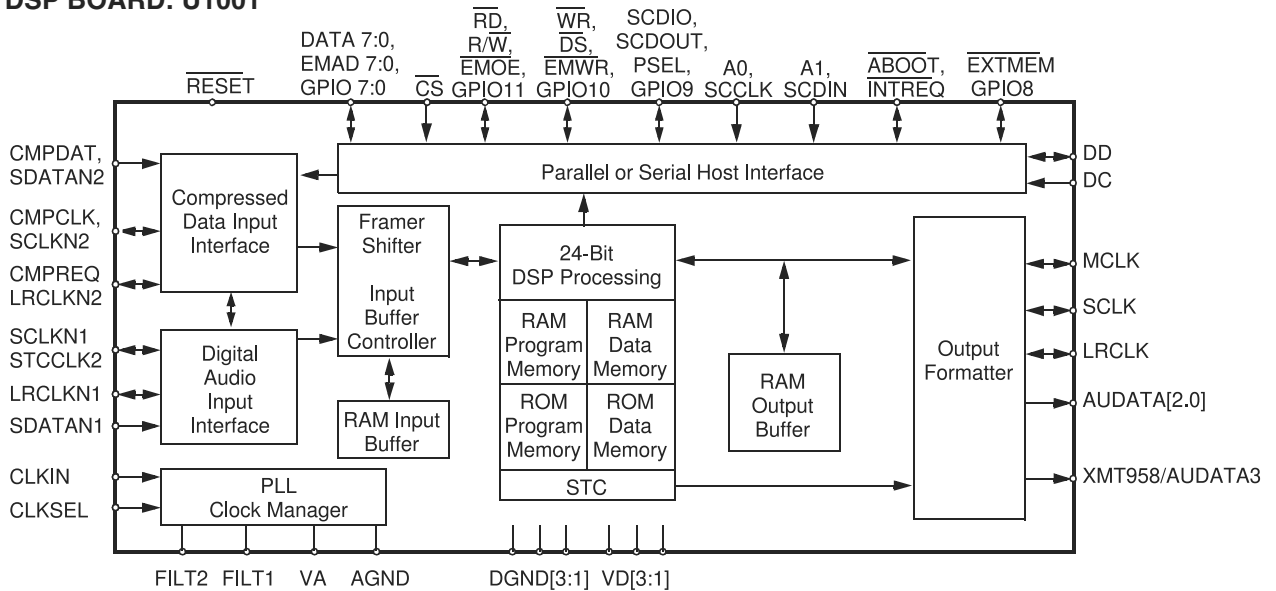 DSP BOARD: U1001
RESET
DATA 7:0,
EMAD 7:0,
GPIO 7:0
CS
RD,
R/W,
EMOE,
GPIO11
WR,
DS,
EMWR,
GPIO10
SCDIO,
SCDOUT,
PSEL,
GPIO9
A0,
SCCLK
A1,
SCDIN
ABOOT,
INTREQ
EXTMEM
GPIO8
CMPDAT,
SDATAN2
CMPCLK,
SCLKN2
CMPREQ
LRCLKN2
SCLKN1
STCCLK2
LRCLKN1
SDATAN1
CLKIN
CLKSEL
Compressed
Data Input
Interface
Digital
Audio
Input
Interface
PLL
Clock Manager
Parallel or Serial Host Interface
Framer
Shifter
Input
Buffer
Controller
RAM Input
Buffer
24-Bit
DSP Processing
RAM
Program
Memory
RAM
Data
Memory
ROM
Program
Memory
ROM
Data
Memory
STC
RAM
Output
Buffer
Output
Formatter
DD
DC
MCLK
SCLK
LRCLK
AUDATA[2.0]
XMT958/AUDATA3
FILT2
FILT1
VA
AGND
DGND[3:1]
VD[3:1]